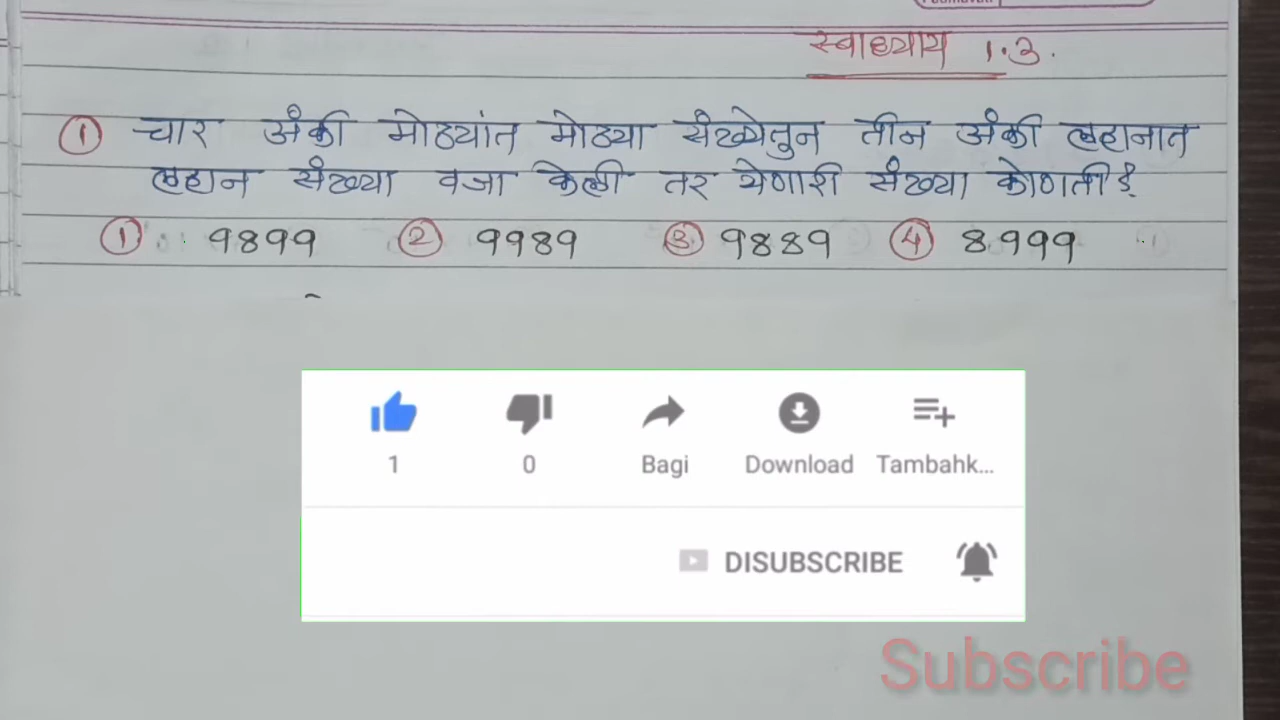 स्वाध्याय 1.3.
① चार अंकी मोठ्यांत मोठ्या संख्येतुन तीन अंकी लहानात
लहान संख्या वजा केली तर येणारी संख्या कोणती?
① 9899 ② 9989 ③ 9889 ④ 8999
1 0 Bagi Download Tambahk...
DISUBSCRIBE
Subscribe